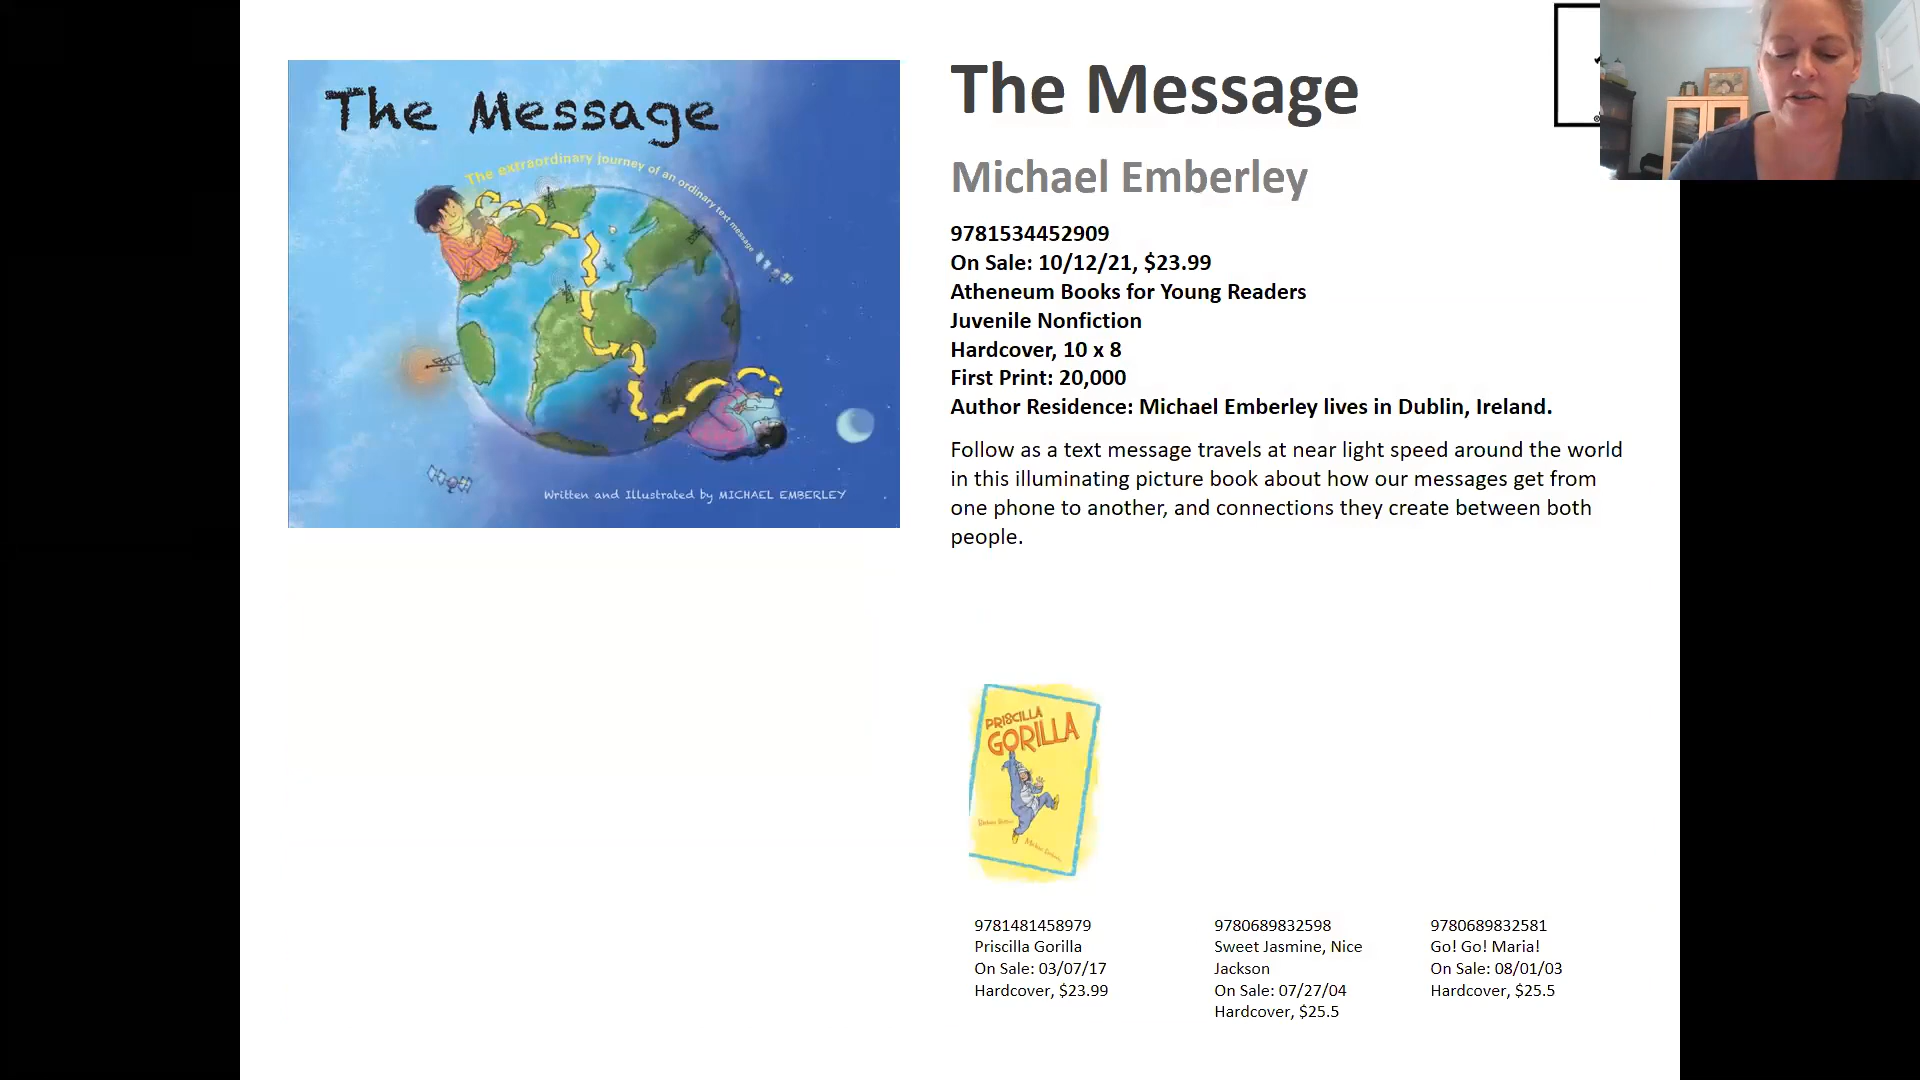 The Message
The extraordinary journey of an ordinary text message
Written and Illustrated by MICHAEL EMBERLEY
The Message
Michael Emberley
9781534452909
On Sale: 10/12/21, $23.99
Atheneum Books for Young Readers
Juvenile Nonfiction
Hardcover, 10 x 8
First Print: 20,000
Author Residence: Michael Emberley lives in Dublin, Ireland.
Follow as a text message travels at near light speed around the world
in this illuminating picture book about how our messages get from
one phone to another, and connections they create between both
people.
PRISCILLA
GORILLA
9781481458979
Priscilla Gorilla
On Sale: 03/07/17
Hardcover, $23.99
9780689832598
Sweet Jasmine, Nice
Jackson
On Sale: 07/27/04
Hardcover, $25.5
9780689832581
Go! Go! Maria!
On Sale: 08/01/03
Hardcover, $25.5